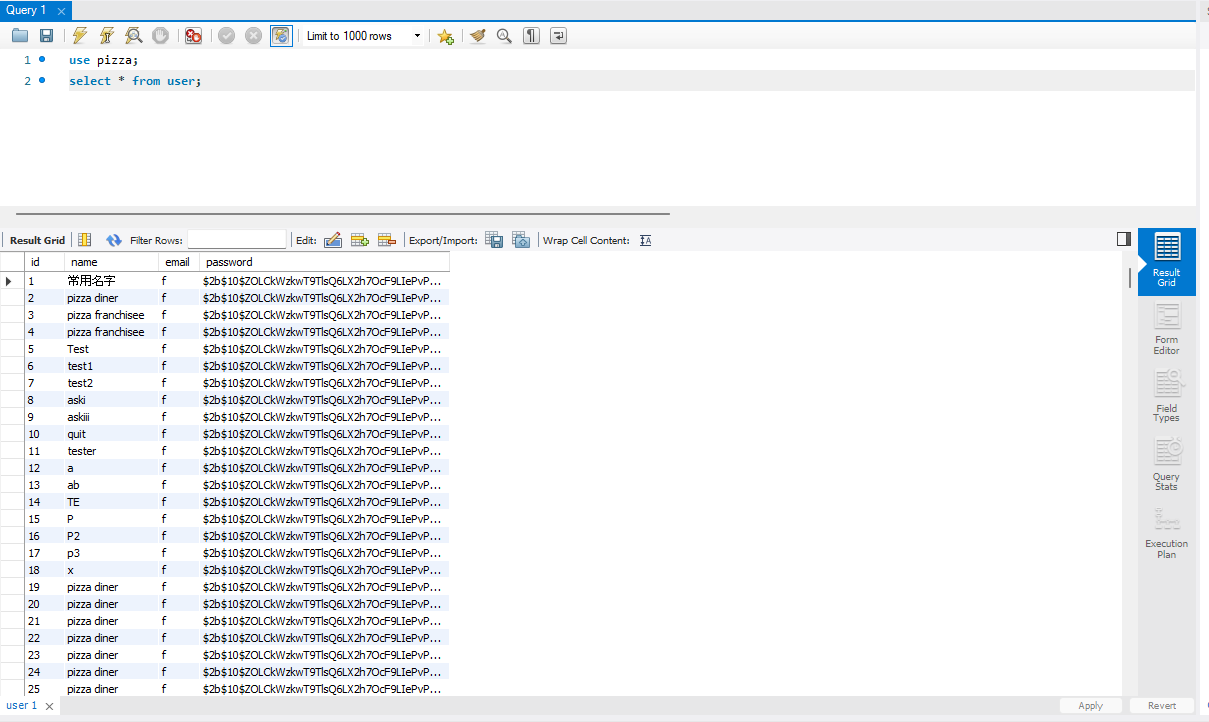 Query 1
Limit to 1000 rows
1 use pizza;
2 select * from user;
Result Grid Filter Rows: Edit: Export/Import: Wrap Cell Content:
id name email password
1 常用名字 f $2b$10$ZOLCkWzkwT9TlsQ6LX2h7OcF9LIePvP...
2 pizza diner f $2b$10$ZOLCkWzkwT9TlsQ6LX2h7OcF9LIePvP...
3 pizza franchisee f $2b$10$ZOLCkWzkwT9TlsQ6LX2h7OcF9LIePvP...
4 pizza franchisee f $2b$10$ZOLCkWzkwT9TlsQ6LX2h7OcF9LIePvP...
5 Test f $2b$10$ZOLCkWzkwT9TlsQ6LX2h7OcF9LIePvP...
6 test1 f $2b$10$ZOLCkWzkwT9TlsQ6LX2h7OcF9LIePvP...
7 test2 f $2b$10$ZOLCkWzkwT9TlsQ6LX2h7OcF9LIePvP...
8 aski f $2b$10$ZOLCkWzkwT9TlsQ6LX2h7OcF9LIePvP...
9 askiii f $2b$10$ZOLCkWzkwT9TlsQ6LX2h7OcF9LIePvP...
10 quit f $2b$10$ZOLCkWzkwT9TlsQ6LX2h7OcF9LIePvP...
11 tester f $2b$10$ZOLCkWzkwT9TlsQ6LX2h7OcF9LIePvP...
12 a f $2b$10$ZOLCkWzkwT9TlsQ6LX2h7OcF9LIePvP...
13 ab f $2b$10$ZOLCkWzkwT9TlsQ6LX2h7OcF9LIePvP...
14 TE f $2b$10$ZOLCkWzkwT9TlsQ6LX2h7OcF9LIePvP...
15 P f $2b$10$ZOLCkWzkwT9TlsQ6LX2h7OcF9LIePvP...
16 P2 f $2b$10$ZOLCkWzkwT9TlsQ6LX2h7OcF9LIePvP...
17 p3 f $2b$10$ZOLCkWzkwT9TlsQ6LX2h7OcF9LIePvP...
18 x f $2b$10$ZOLCkWzkwT9TlsQ6LX2h7OcF9LIePvP...
19 pizza diner f $2b$10$ZOLCkWzkwT9TlsQ6LX2h7OcF9LIePvP...
20 pizza diner f $2b$10$ZOLCkWzkwT9TlsQ6LX2h7OcF9LIePvP...
21 pizza diner f $2b$10$ZOLCkWzkwT9TlsQ6LX2h7OcF9LIePvP...
22 pizza diner f $2b$10$ZOLCkWzkwT9TlsQ6LX2h7OcF9LIePvP...
23 pizza diner f $2b$10$ZOLCkWzkwT9TlsQ6LX2h7OcF9LIePvP...
24 pizza diner f $2b$10$ZOLCkWzkwT9TlsQ6LX2h7OcF9LIePvP...
25 pizza diner f $2b$10$ZOLCkWzkwT9TlsQ6LX2h7OcF9LIePvP...
Result
Grid
Form
Editor
Field
Types
Query
Stats
Execution
Plan
user 1 Apply Revert